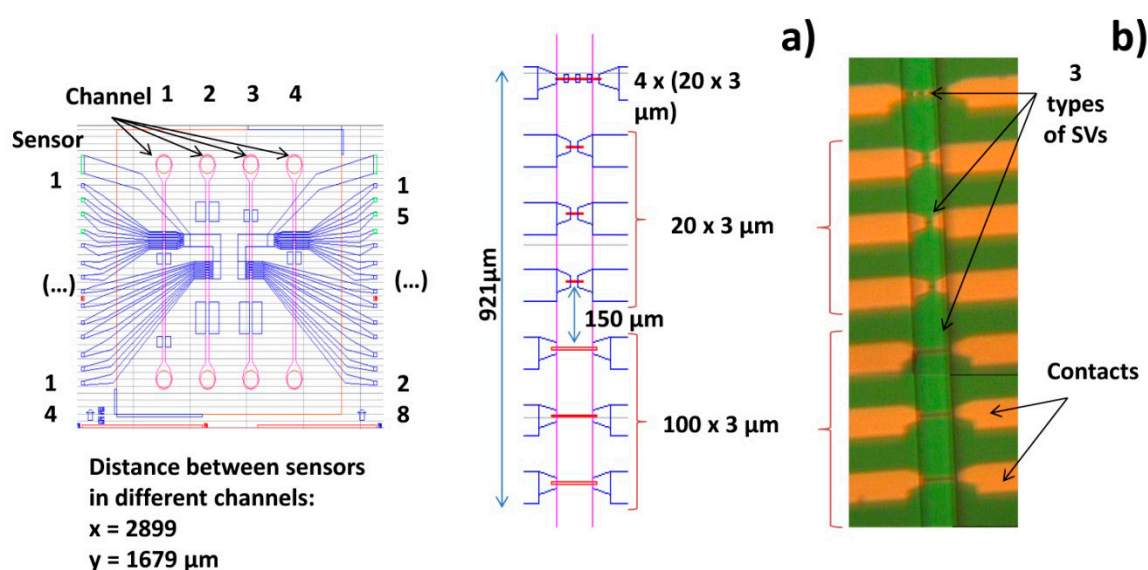 a)
b)
Channel 1 2 3 4
Sensor
1
1
5
(...)
(...)
1
2
4
8
Distance between sensors
in different channels:
x = 2899
y = 1679 µm
921µm
4 x (20 x 3
µm)
20 x 3 µm
150 µm
100 x 3 µm
3
types
of SVs
Contacts